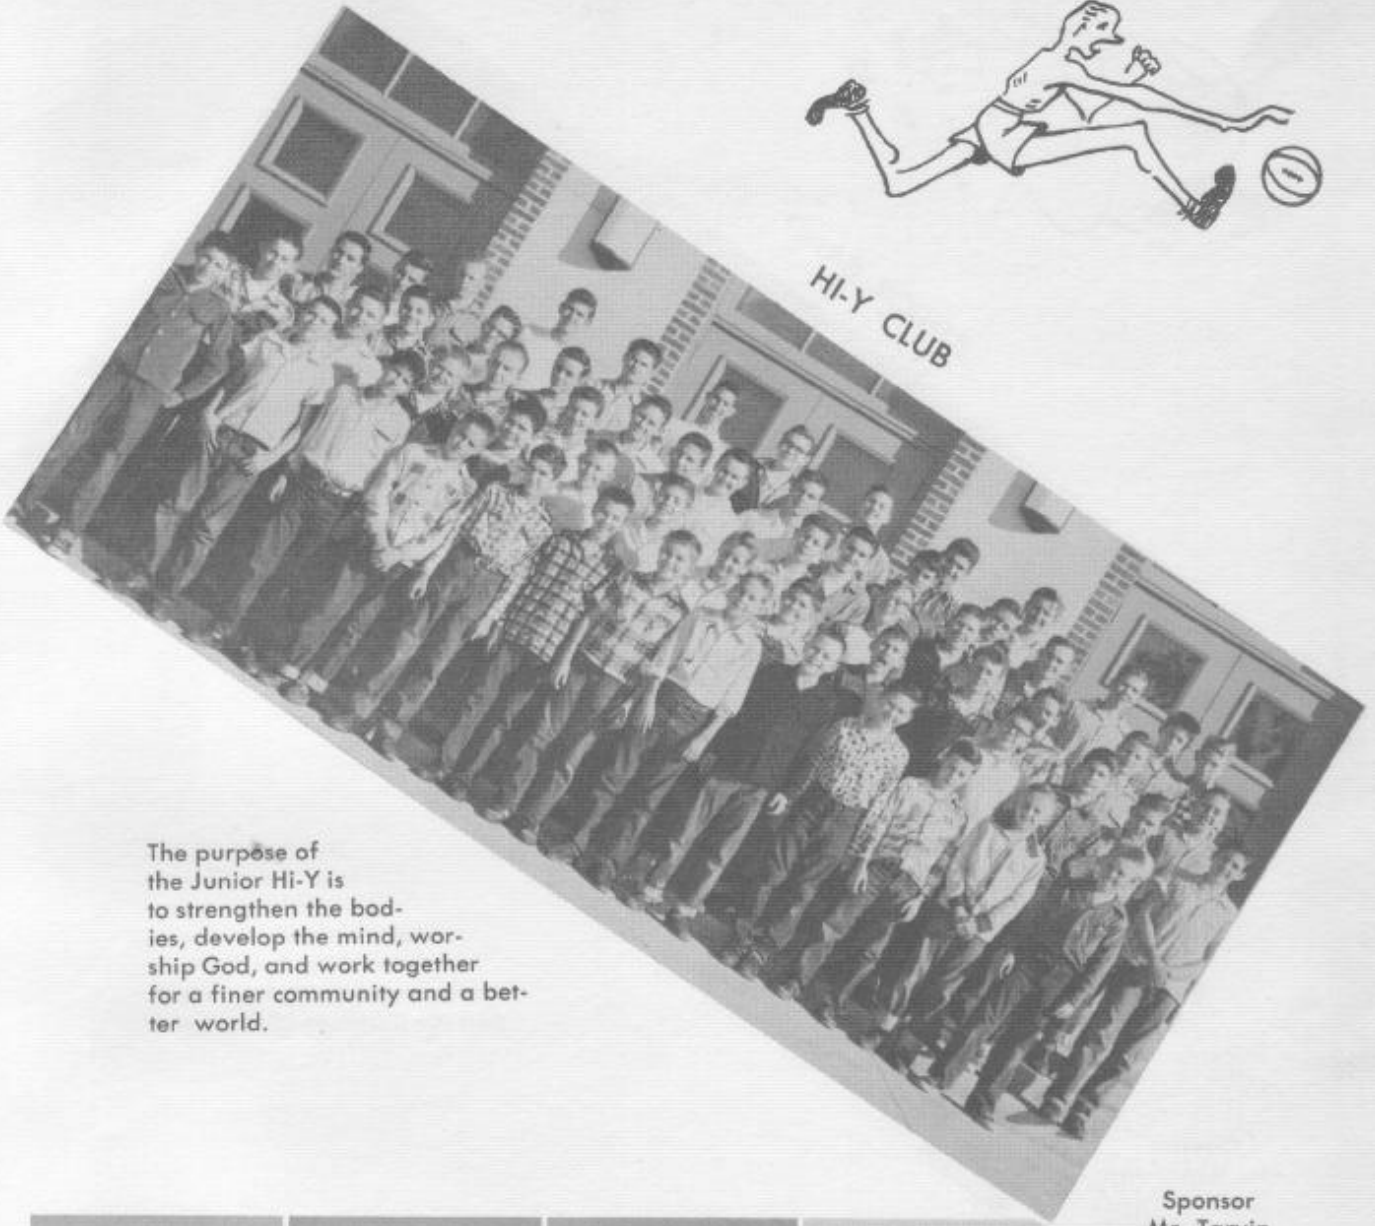 HI-Y CLUB
The purpose of
the Junior Hi-Y is
to strengthen the bod-
ies, develop the mind, wor-
ship God, and work together
for a finer community and a bet-
ter world.
Sponsor